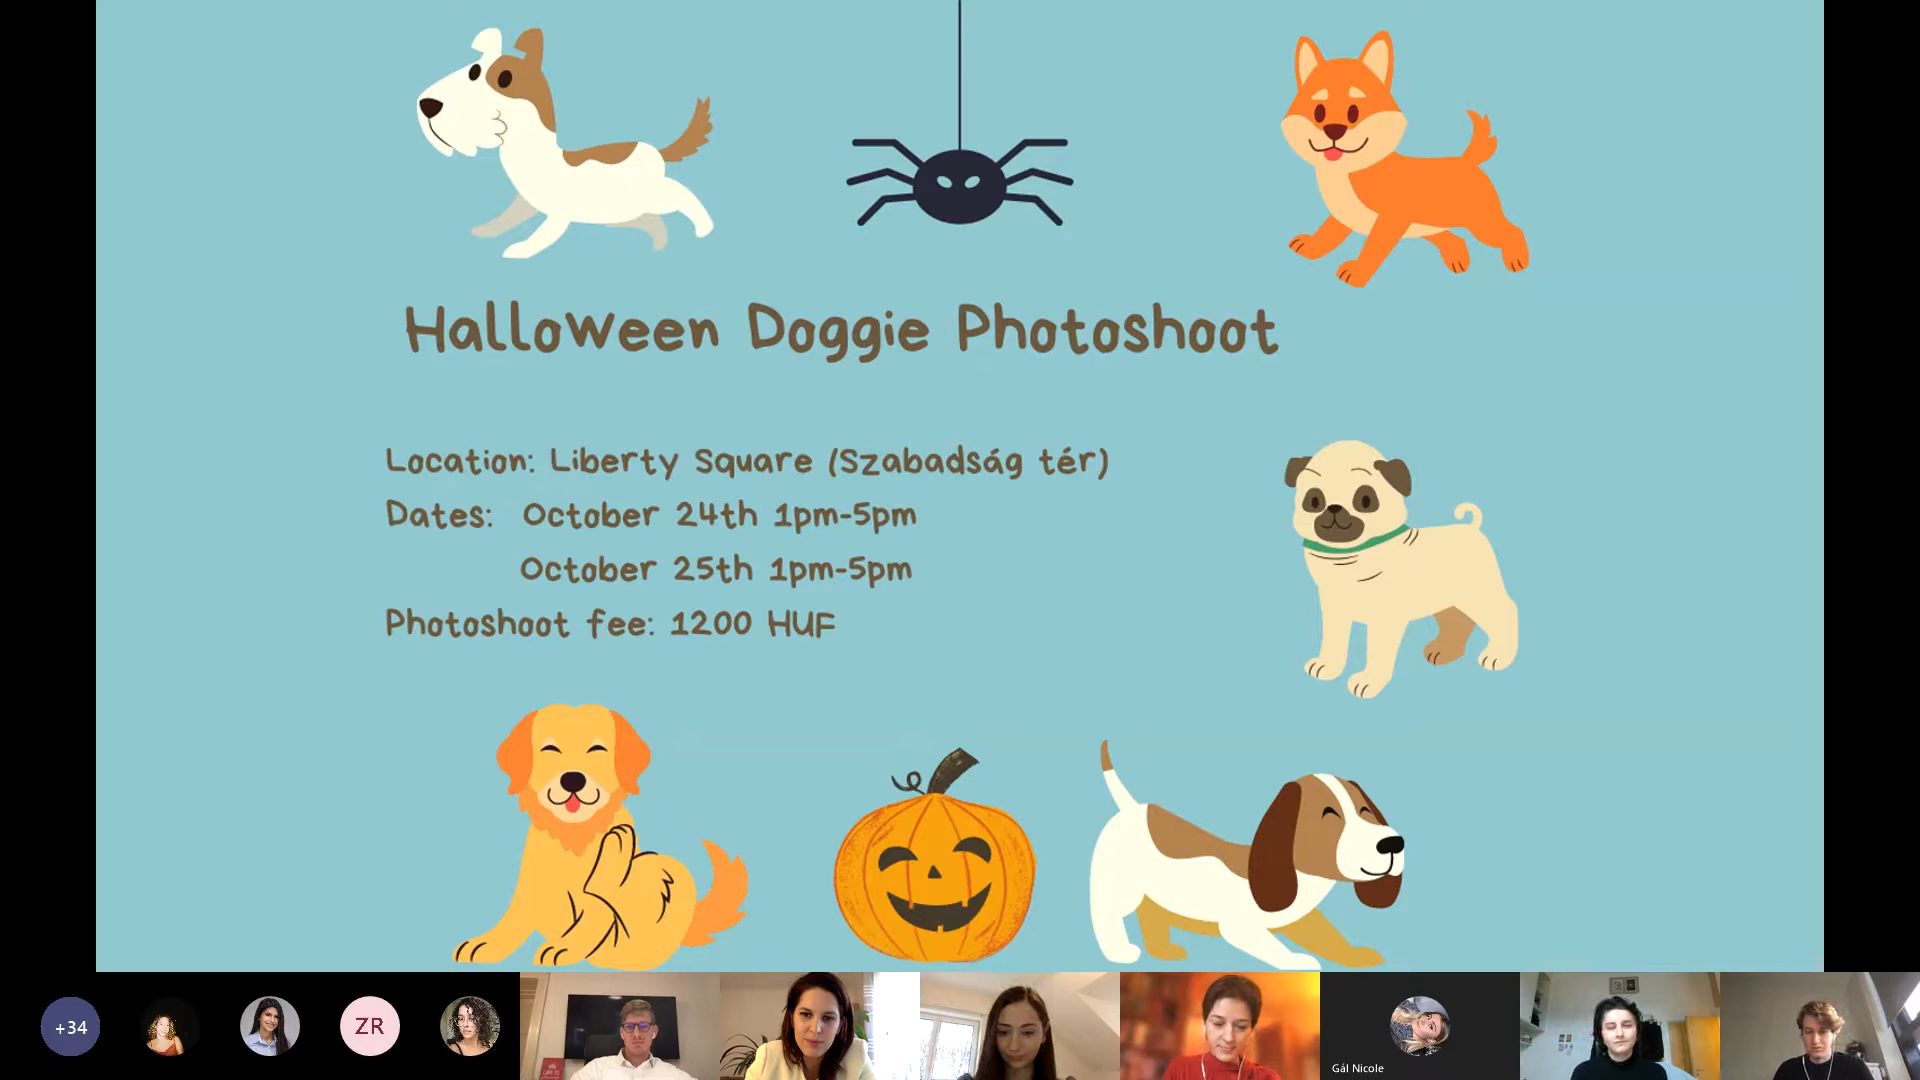 Halloween Doggie Photoshoot
Location: Liberty Square (Szabadság tér)
Dates: October 24th 1pm-5pm
October 25th 1pm-5pm
Photoshoot fee: 1200 HUF
+34
ZR
Gál Nicole